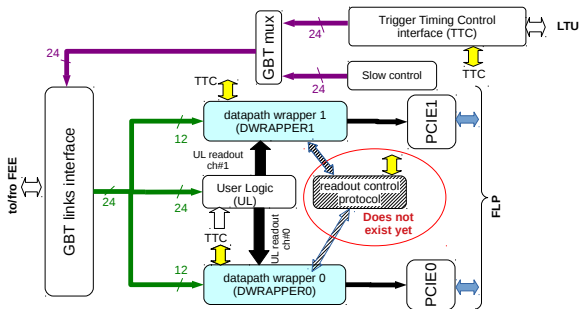 Trigger Timing Control
interface (TTC)
LTU
24
GBT mux
24
TTC
24
Slow control
TTC
24
datapath wrapper 1
(DWRAPPER1
PCIE1
12
UL readout
ch#1
to/fro FEE
GBT links interface
24
24
User Logic
(UL)
readout control
protocol
Does not
exist yet
FLP
TTC
UL readout
ch#0
12
datapath wrapper 0
(DWRAPPER0)
PCIE0